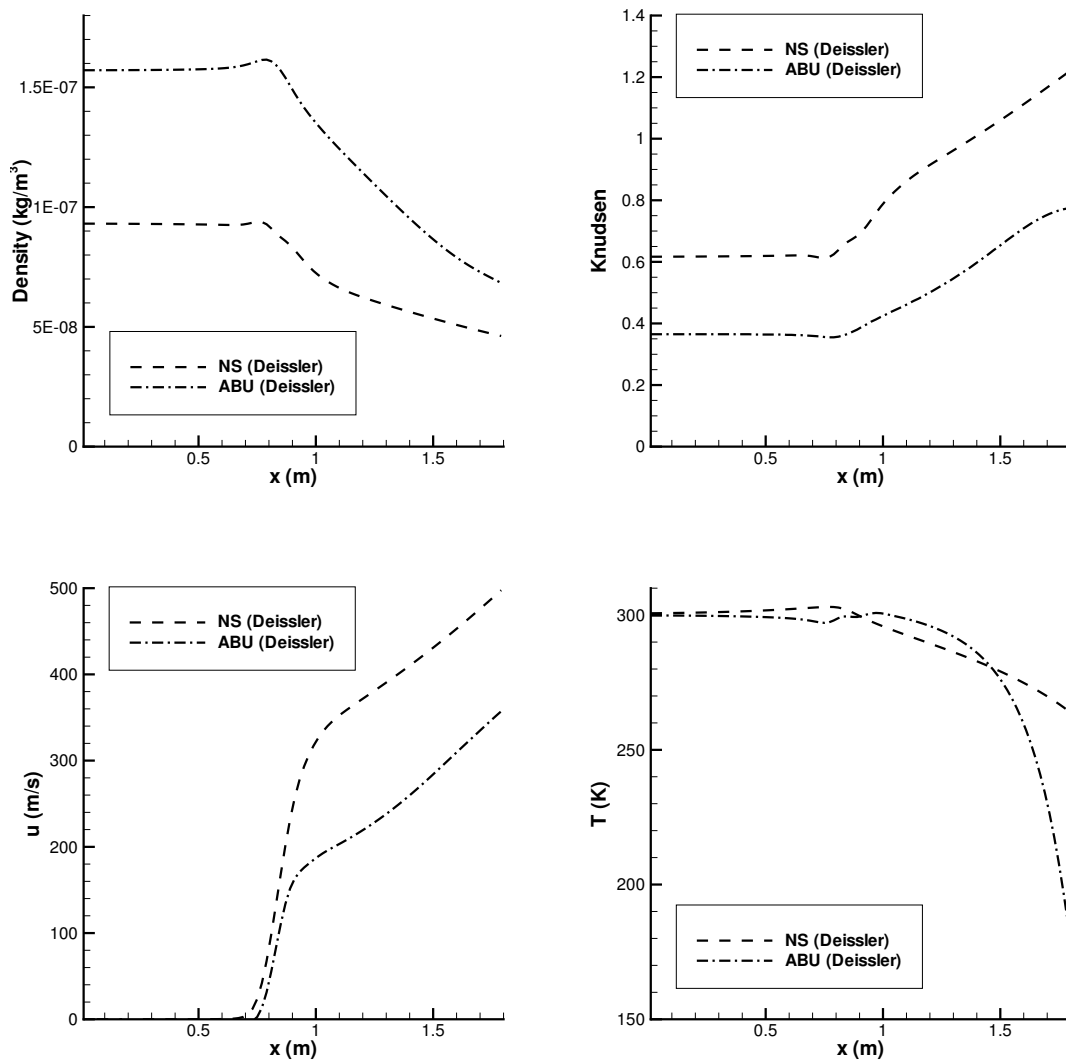 Density (kg/m³)
1.5E-07
1E-07
5E-08
0
NS (Deissler)
ABU (Deissler)
0.5
1
1.5
x (m)
Knudsen
1.4
1.2
1
0.8
0.6
0.4
0.2
0
NS (Deissler)
ABU (Deissler)
0.5
1
1.5
x (m)
u (m/s)
500
400
300
200
100
0
NS (Deissler)
ABU (Deissler)
0.5
1
1.5
x (m)
T (K)
300
250
200
150
NS (Deissler)
ABU (Deissler)
0.5
1
1.5
x (m)